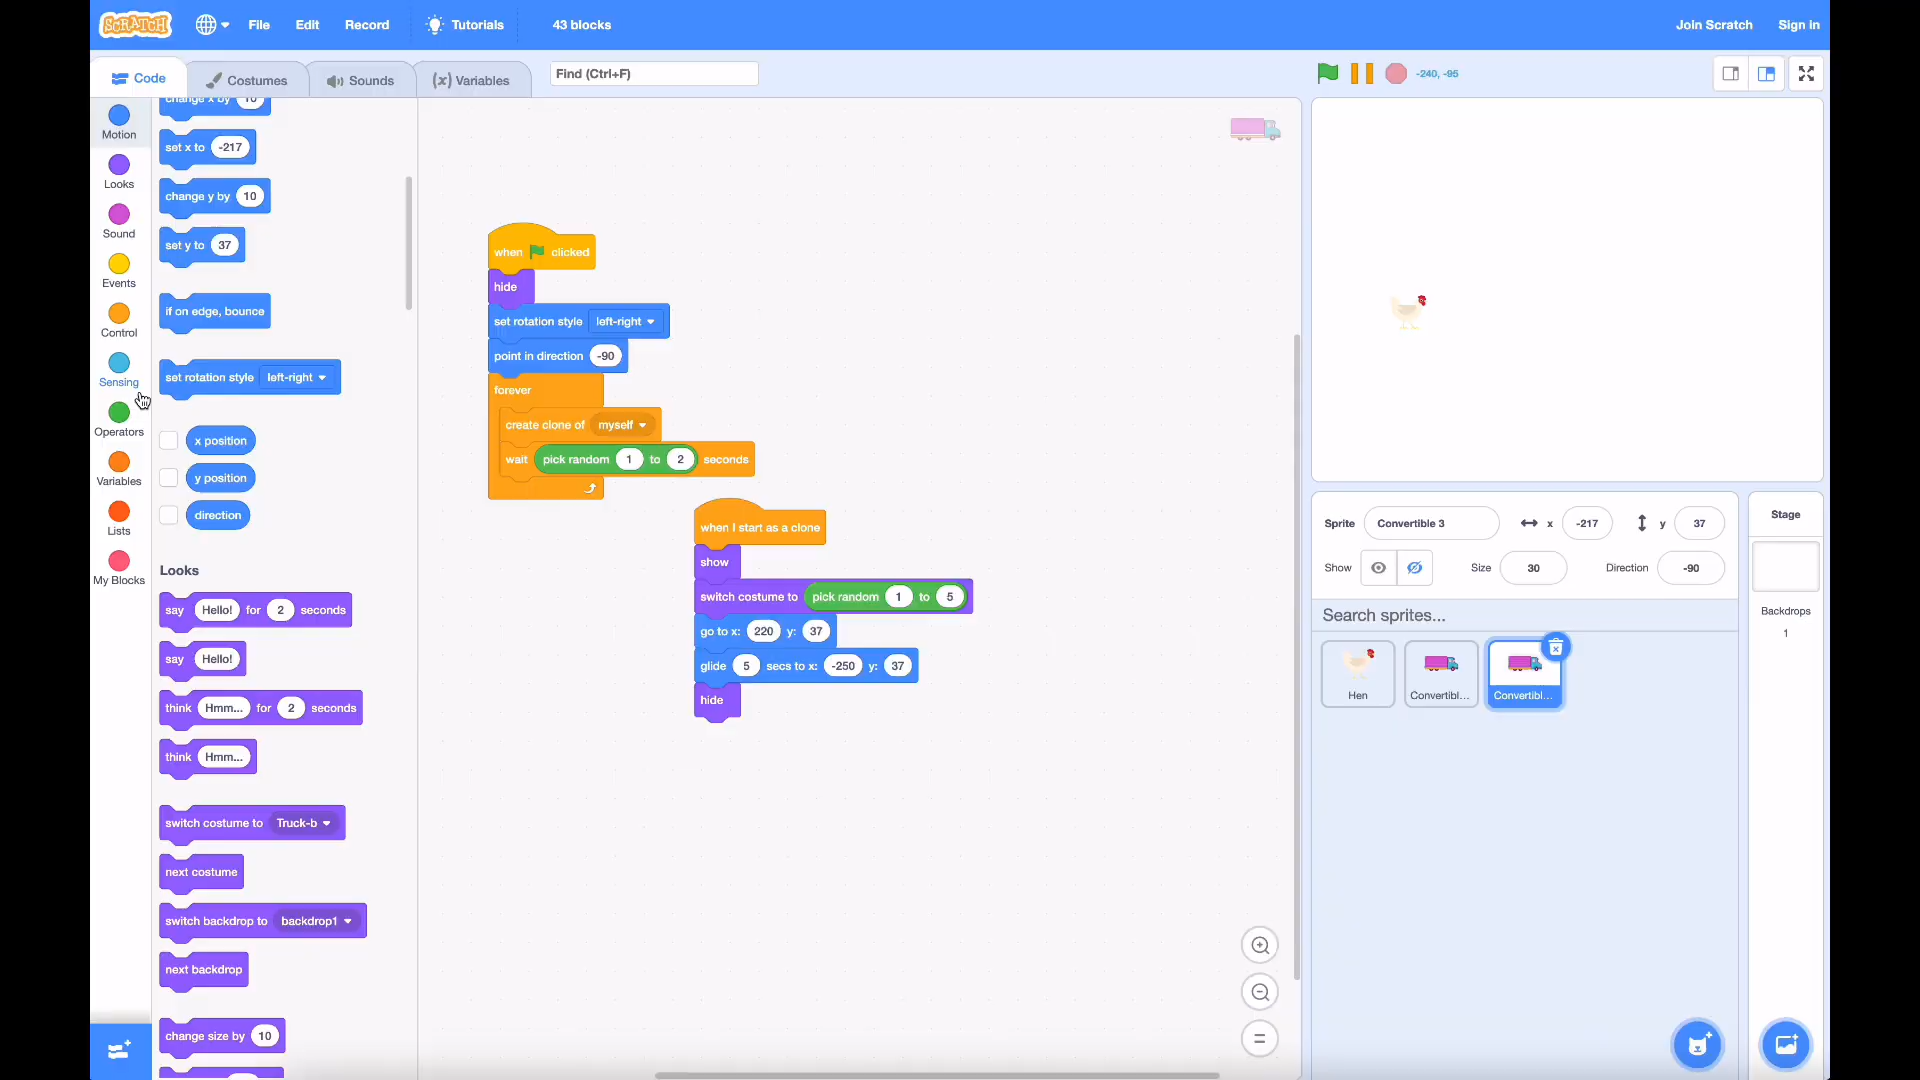 SCRATCH File Edit Record Tutorials 43 blocks Join Scratch Sign in
Code Costumes Sounds (x) Variables Find (Ctrl+F) -240, -95
Motion
Looks
Sound
Events
Control
Sensing
Operators
Variables
Lists
My Blocks
change x by 10
set x to -217
change y by 10
set y to 37
if on edge, bounce
set rotation style left-right
x position
y position
direction
Looks
say Hello! for 2 seconds
say Hello!
think Hmm... for 2 seconds
think Hmm...
switch costume to Truck-b
next costume
switch backdrop to backdrop1
next backdrop
change size by 10
when clicked
hide
set rotation style left-right
point in direction -90
forever
create clone of myself
wait pick random 1 to 2 seconds
when I start as a clone
show
switch costume to pick random 1 to 5
go to x: 220 y: 37
glide 5 secs to x: -250 y: 37
hide
Sprite Convertible 3 x -217 y 37
Show Size 30 Direction -90
Search sprites...
Hen Convertibl... Convertibl...
Stage
Backdrops
1